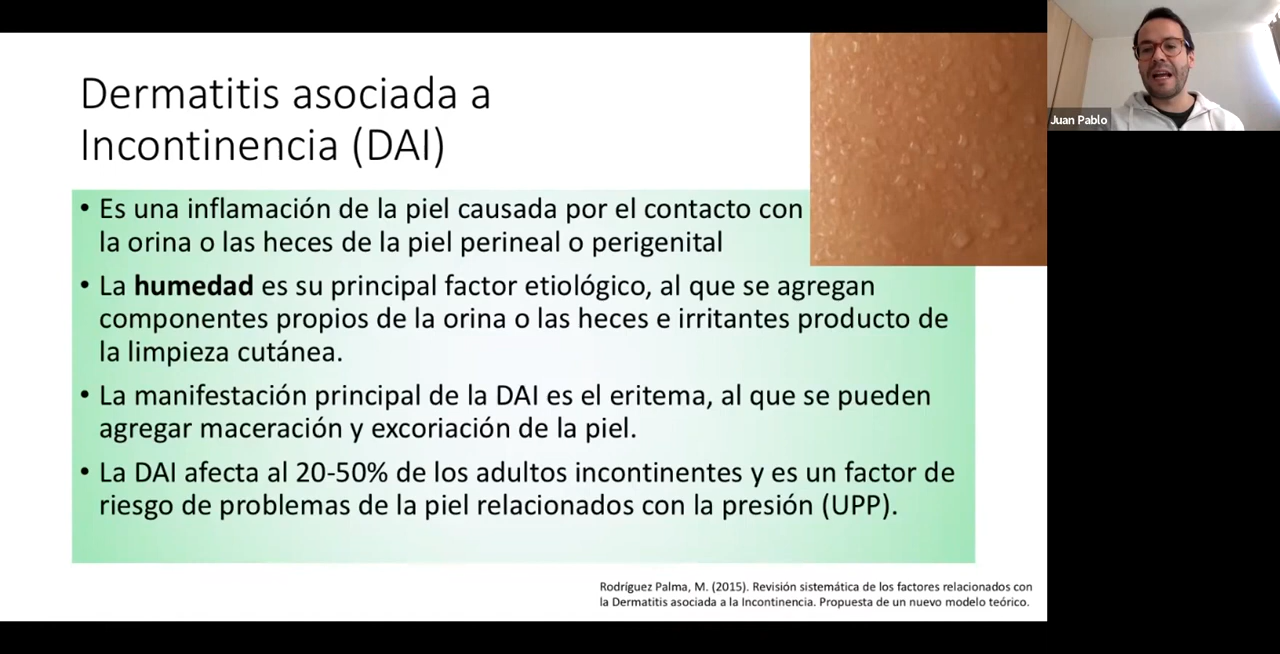 Dermatitis asociada a
Incontinencia (DAI)
• Es una inflamación de la piel causada por el contacto con
la orina o las heces de la piel perineal o perigenital
• La humedad es su principal factor etiológico, al que se agregan
componentes propios de la orina o las heces e irritantes producto de
la limpieza cutánea.
• La manifestación principal de la DAI es el eritema, al que se pueden
agregar maceración y excoriación de la piel.
• La DAI afecta al 20-50% de los adultos incontinentes y es un factor de
riesgo de problemas de la piel relacionados con la presión (UPP).
Rodríguez Palma, M. (2015). Revisión sistemática de los factores relacionados con
la Dermatitis asociada a la Incontinencia. Propuesta de un nuevo modelo teórico.
Juan Pablo